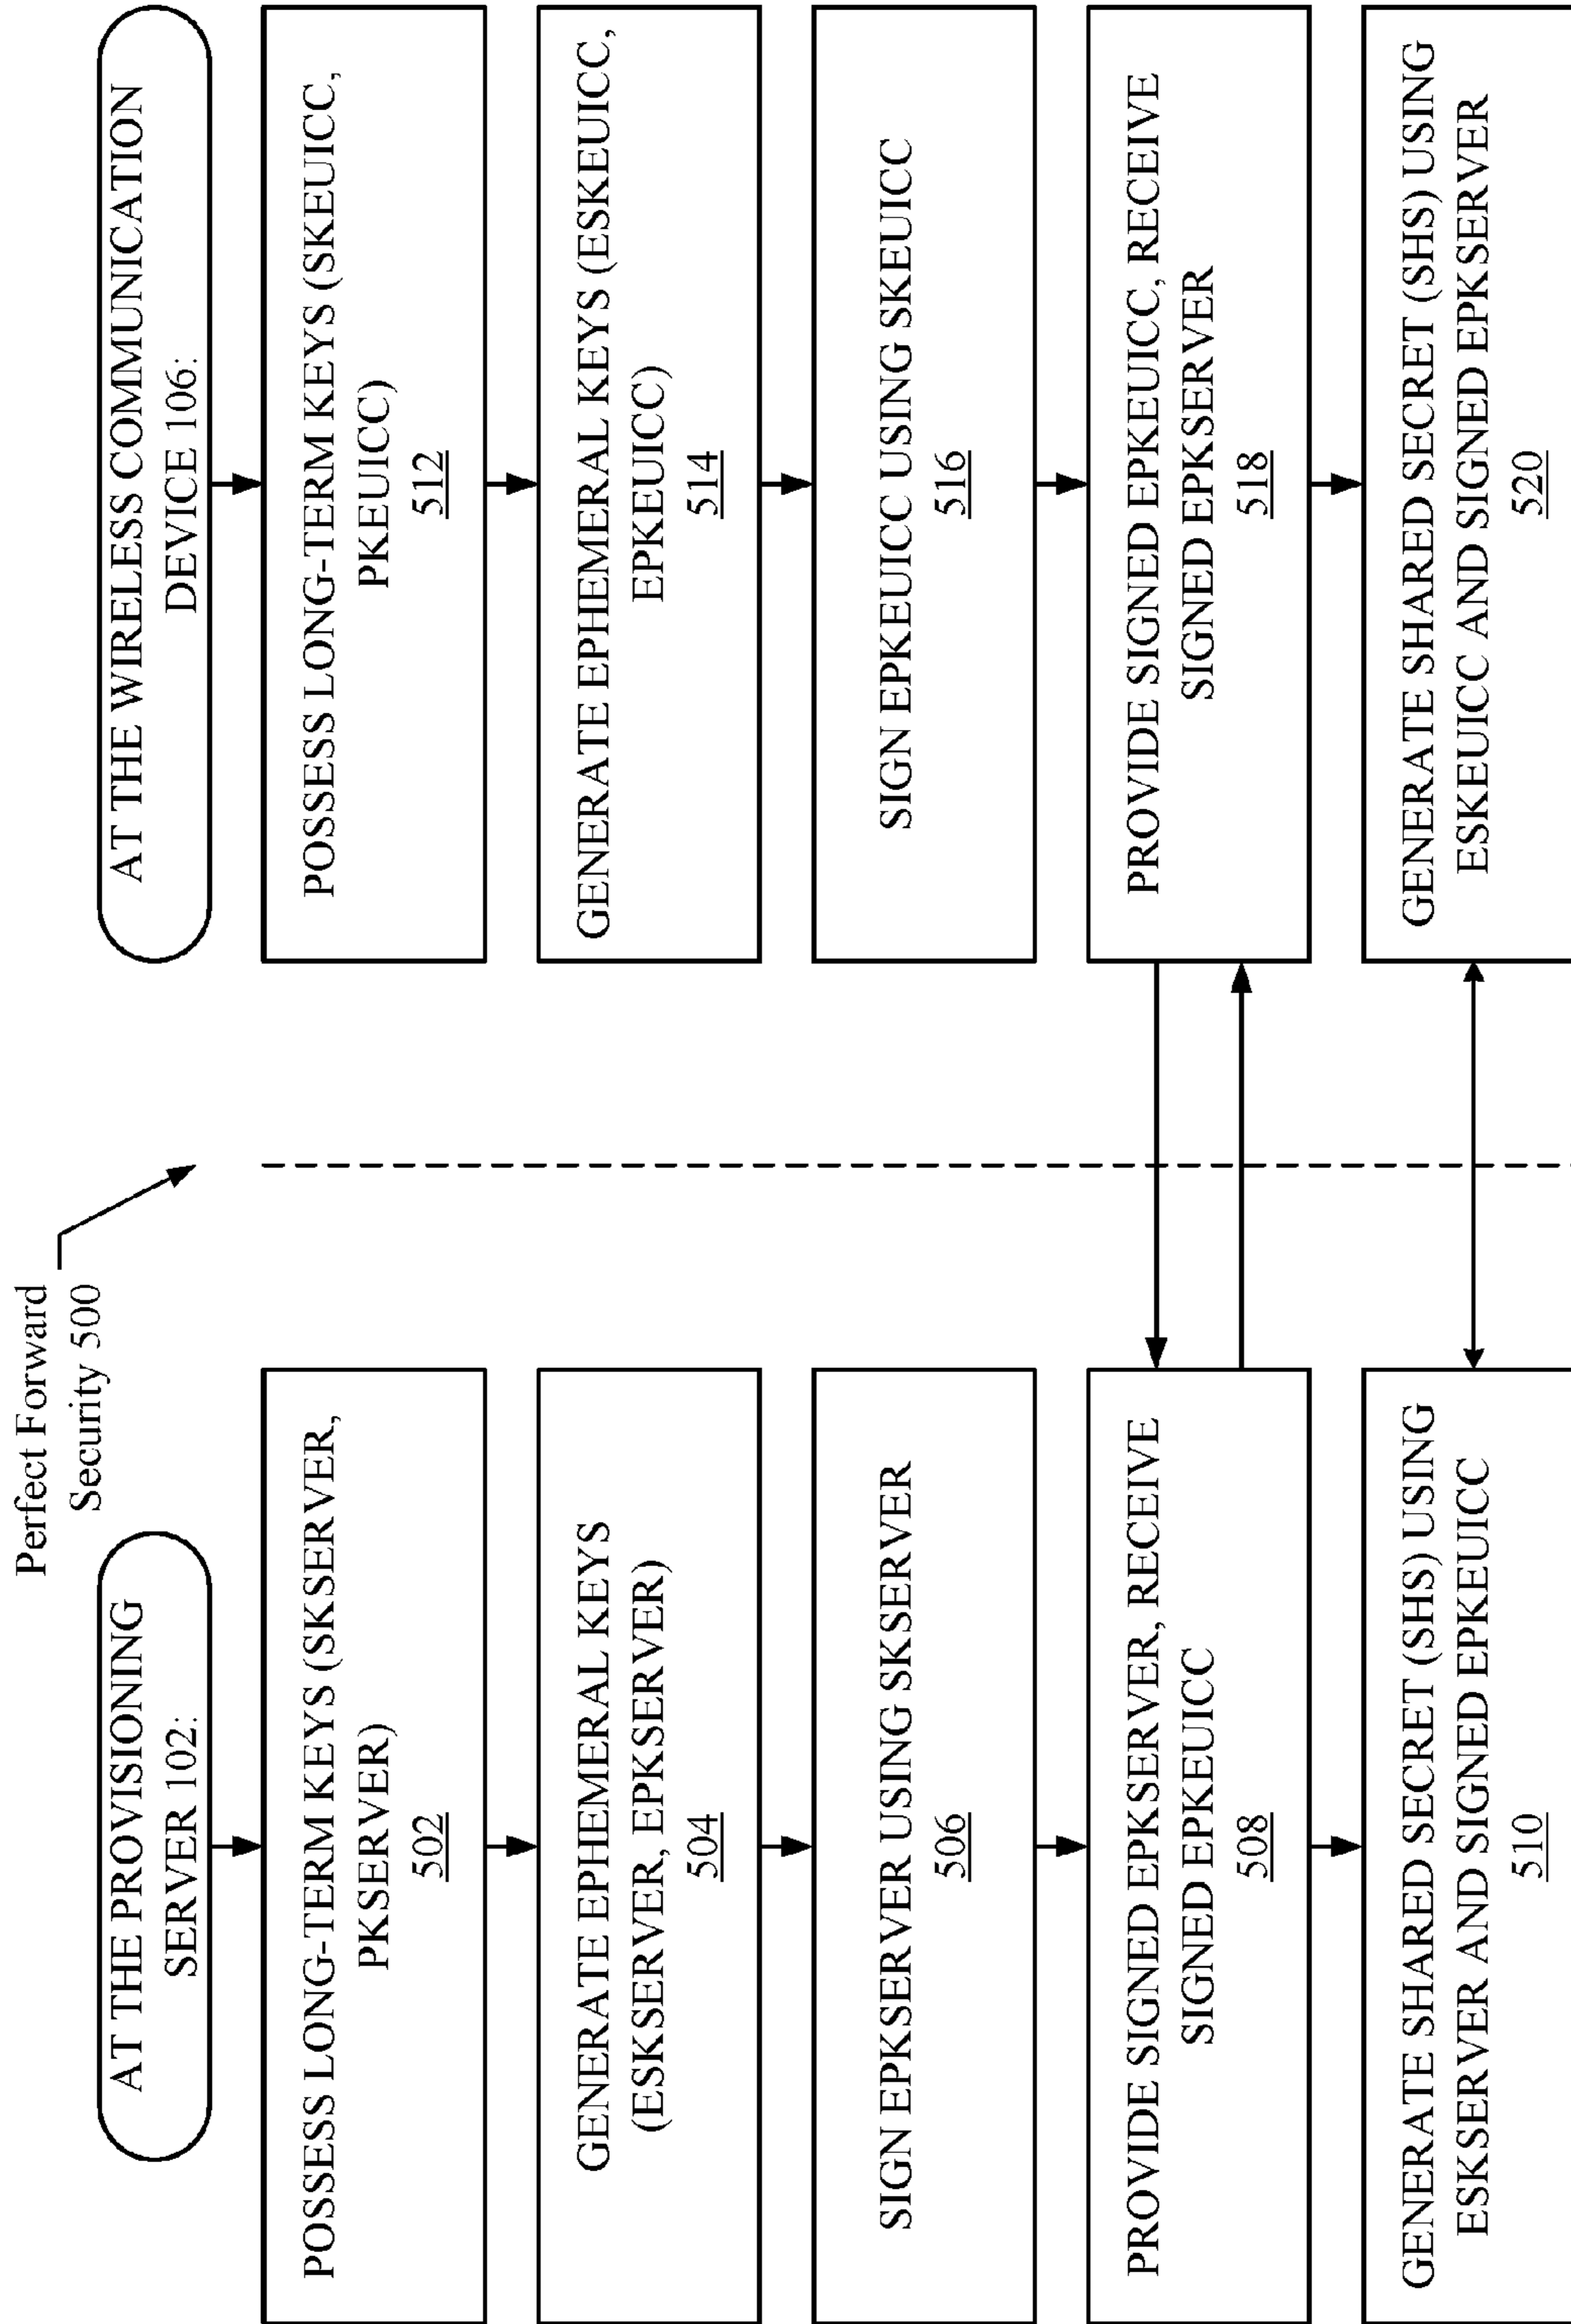 Perfect Forward
Security 500
AT THE PROVISIONING
SERVER 102:
POSSESS LONG-TERM KEYS (SKSERVER,
PKSERVER)
502
GENERATE EPHEMERAL KEYS
(ESKSERVER, EPKSERVER)
504
SIGN EPKSERVER USING SKSERVER
506
PROVIDE SIGNED EPKSERVER, RECEIVE
SIGNED EPKEUICC
508
GENERATE SHARED SECRET (SHS) USING
ESKSERVER AND SIGNED EPKEUICC
510
AT THE WIRELESS COMMUNICATION
DEVICE 106:
POSSESS LONG-TERM KEYS (SKEUICC,
PKEUICC)
512
GENERATE EPHEMERAL KEYS (ESKEUICC,
EPKEUICC)
514
SIGN EPKEUICC USING SKEUICC
516
PROVIDE SIGNED EPKEUICC, RECEIVE
SIGNED EPKSERVER
518
GENERATE SHARED SECRET (SHS) USING
ESKEUICC AND SIGNED EPKSERVER
520